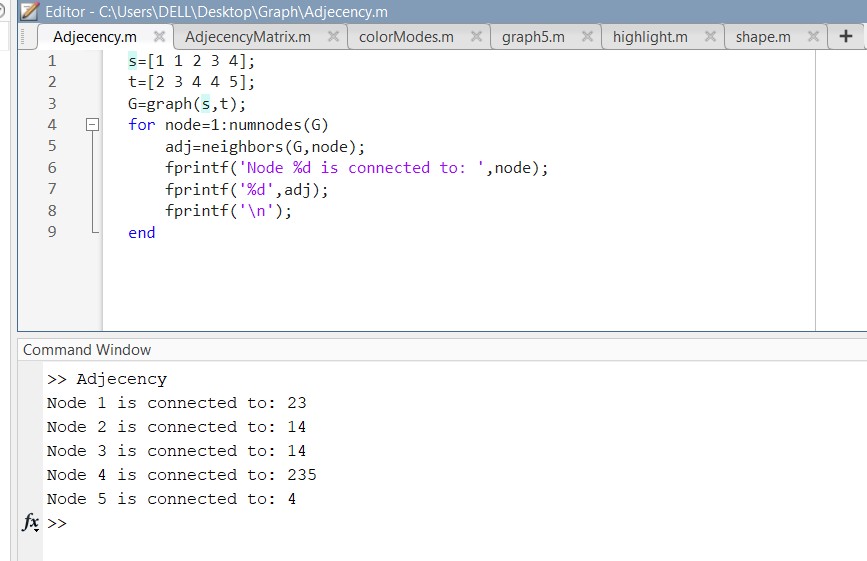 Editor - C:\Users\DELL\Desktop\Graph\Adjecency.m
Adjecency.m AdjecencyMatrix.m colorModes.m graph5.m highlight.m shape.m +
1 s=[1 1 2 3 4];
2 t=[2 3 4 4 5];
3 G=graph(s,t);
4 for node=1:numnodes(G)
5 adj=neighbors(G,node);
6 fprintf('Node %d is connected to: ',node);
7 fprintf('%d',adj);
8 fprintf('\n');
9 end
Command Window
>> Adjecency
Node 1 is connected to: 23
Node 2 is connected to: 14
Node 3 is connected to: 14
Node 4 is connected to: 235
Node 5 is connected to: 4
fx >>